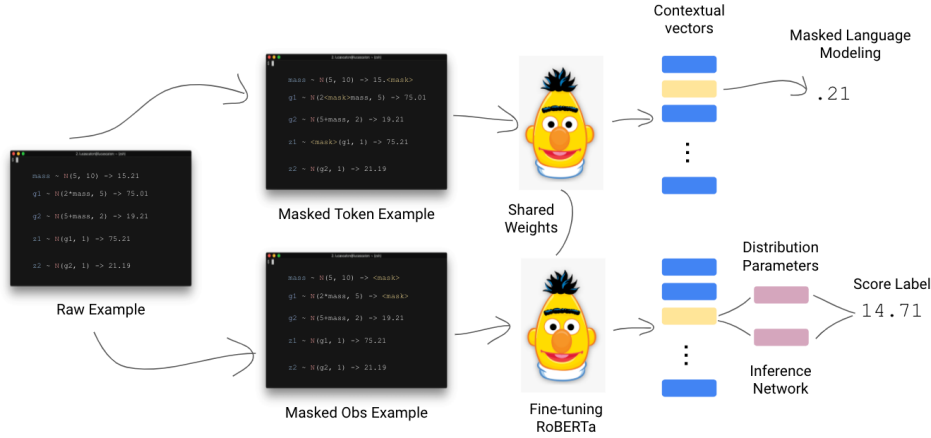 Contextual
vectors
Masked Language
Modeling
.21
mass ~ N(5, 10) -> 15.<mask>
g1 ~ N(2<mask>mass, 5) -> 75.01
g2 ~ N(5+mass, 2) -> 19.21
z1 ~ <mask>(g1, 1) -> 75.21
z2 ~ N(g2, 1) -> 21.19
Masked Token Example
mass ~ N(5, 10) -> 15.21
g1 ~ N(2*mass, 5) -> 75.01
g2 ~ N(5+mass, 2) -> 19.21
z1 ~ N(g1, 1) -> 75.21
z2 ~ N(g2, 1) -> 21.19
Raw Example
Shared
Weights
mass ~ N(5, 10) -> <mask>
g1 ~ N(2*mass, 5) -> <mask>
g2 ~ N(5+mass, 2) -> 19.21
z1 ~ N(g1, 1) -> 75.21
z2 ~ N(g2, 1) -> 21.19
Masked Obs Example
Fine-tuning
RoBERTa
Distribution
Parameters
Score Label
14.71
Inference
Network